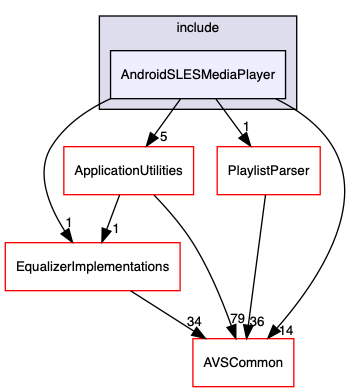 include
AndroidSLESMediaPlayer
5
1
ApplicationUtilities
PlaylistParser
1
1
EqualizerImplementations
34
79
36
14
AVSCommon